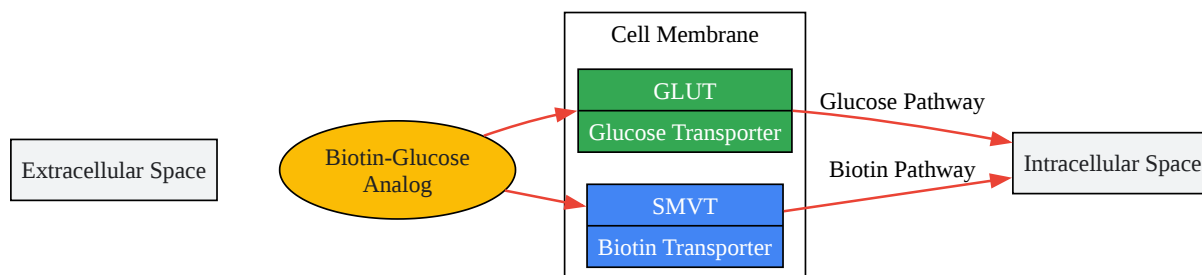 Extracellular Space
Biotin-Glucose
Analog
Cell Membrane
GLUT
Glucose Transporter
SMVT
Biotin Transporter
Glucose Pathway
Biotin Pathway
Intracellular Space